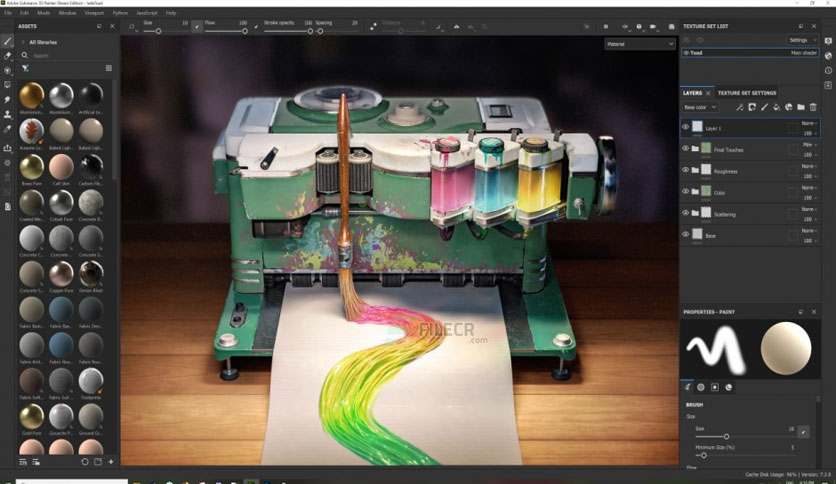 Adobe Substance 3D Painter (Steam Edition) - JadeToad
File Edit Mode Window Viewport Python JavaScript Help
ASSETS
All libraries
Search
Aluminium...
Aluminium...
Artificial Le...
Autumn Le...
Baked Ligh...
Baked Ligh...
Brass Pure
Calf Skin
Carbon Fib...
Coated Me...
Cobalt Pure
Concrete B...
Concrete C...
Concrete ...
Concrete S...
Concrete S...
Copper Pure
Denim Rivet
Fabric Bam...
Fabric Bas...
Fabric Den...
Fabric Knit...
Fabric Rou...
Fabric Rou...
Fabric Soft...
Fabric Suit...
Footprints
Gold Pure
Gouache P...
Ground Gr...
Size 10
Flow 100
Stroke opacity 100
Spacing 20
Distance 8
Material
FILECR
.com
TEXTURE SET LIST
Settings
Toad Main shader
LAYERS TEXTURE SET SETTINGS
Base color
Layer 1 Norm 100
Final Touches 100
Roughness Norm 100
Color Norm 100
Scattering Norm 100
Base Norm 100
PROPERTIES - PAINT
BRUSH
Size
Size 10
Minimum Size (%) 5
Flow
Cache Disk Usage: 96% | Version: 7.2.0
ENG